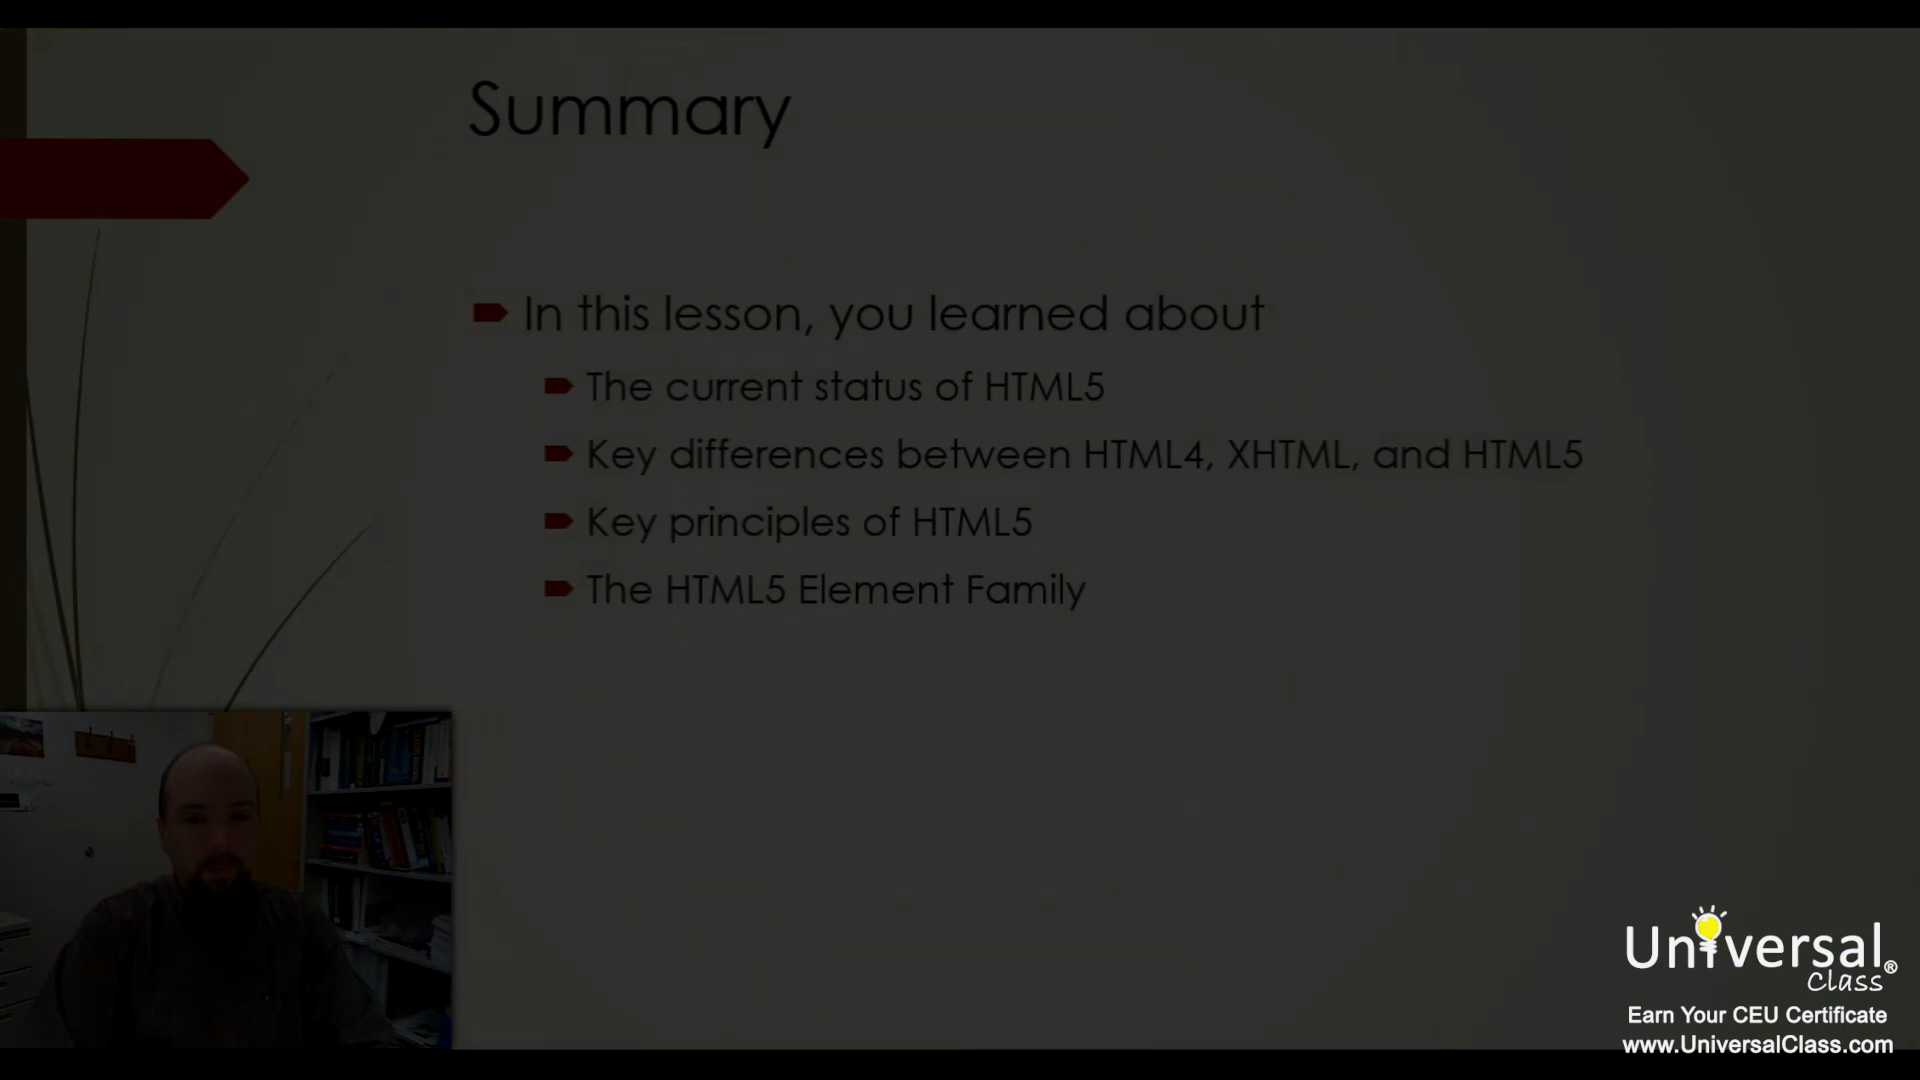 Summary
In this lesson, you learned about
The current status of HTML5
Key differences between HTML4, XHTML, and HTML5
Key principles of HTML5
The HTML5 Element Family
Universal®
Class
Earn Your CEU Certificate
www.UniversalClass.com